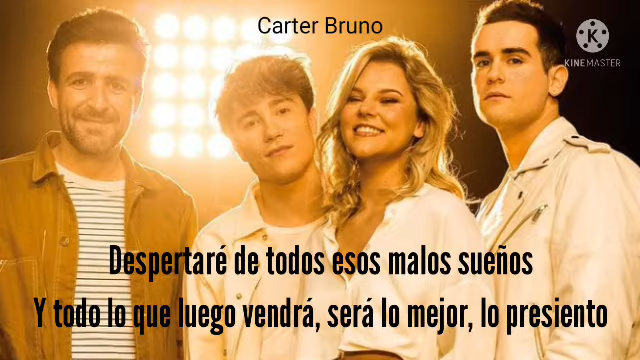 Carter Bruno
KINEMASTER
Despertaré de todos esos malos sueños
Y todo lo que luego vendrá, será lo mejor, lo presiento